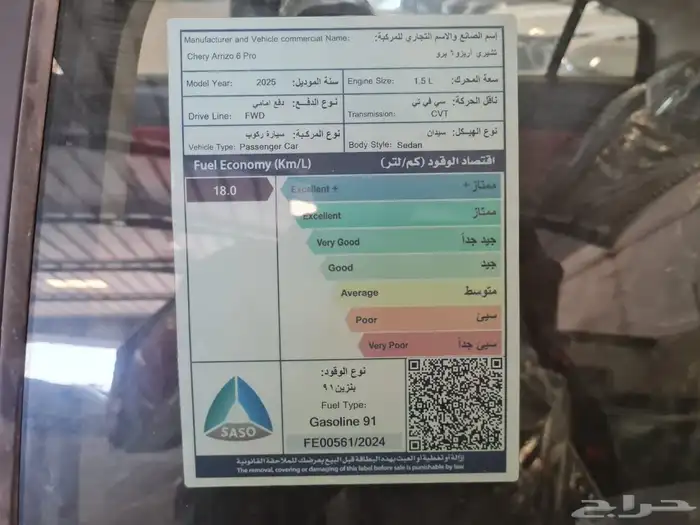 Manufacturer and Vehicle commercial Name: إسم الصانع والاسم التجاري للمركبة:
Chery Arrizo 6 Pro تشيري أريزو٦ برو
Model Year: 2025 سنة الموديل: Engine Size: 1.5 L سعة المحرك:
نوع الدفع: دفع امامي ناقل الحركة: سي في تي
Drive Line: FWD Transmission: CVT
نوع المركبة: سيارة ركوب نوع الهيكل: سيدان
Vehicle Type: Passenger Car Body Style: Sedan
Fuel Economy (Km/L) اقتصاد الوقود (كم/لتر)
18.0 Excellent + ممتاز +
Excellent ممتاز
Very Good جيد جداً
Good جيد
Average متوسط
Poor سيئ
Very Poor سيئ جداً
نوع الوقود:
بنزين ٩١
Fuel Type:
Gasoline 91
SASO FE00561/2024
إزالة أو تغطية أو العبث بهذه البطاقة قبل البيع يعرضك للملاحقة القانونية
The removal, covering or damaging of this label before sale is punishable by law
حراج